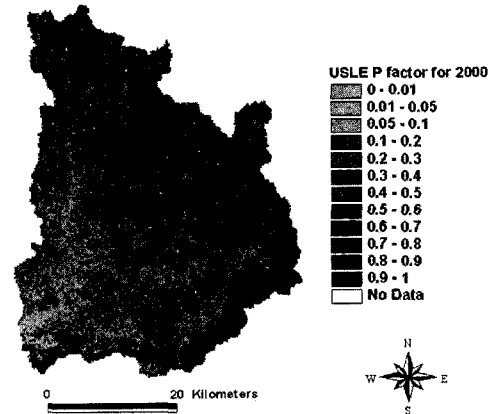 USLE P factor for 2000
0 - 0.01
0.01 - 0.05
0.05 - 0.1
0.1 - 0.2
0.2 - 0.3
0.3 - 0.4
0.4 - 0.5
0.5 - 0.6
0.6 - 0.7
0.7 - 0.8
0.8 - 0.9
0.9 - 1
No Data
N
W E
S
0 20 Kilometers